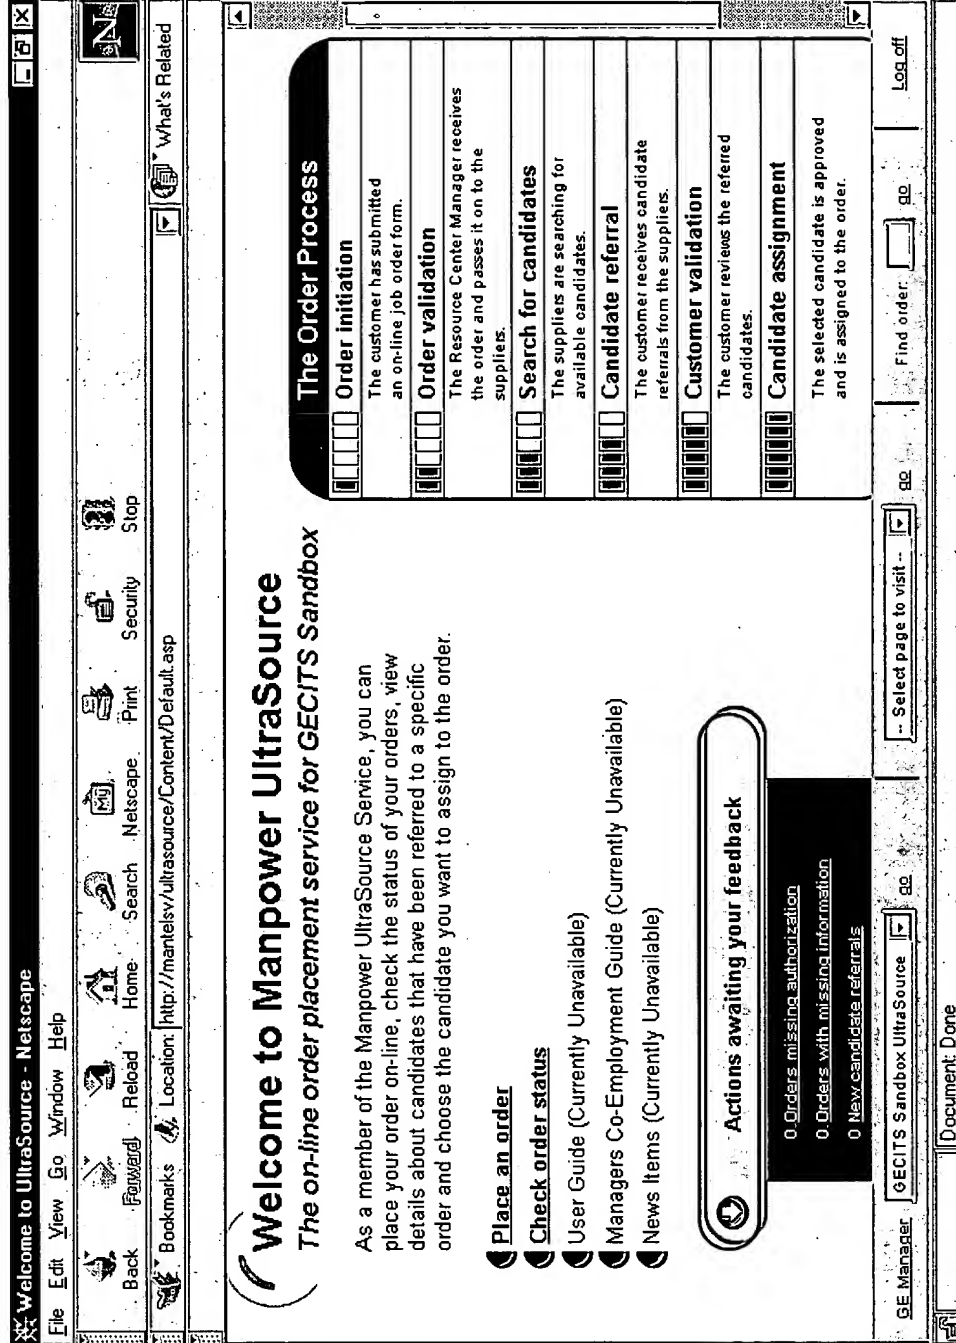 Welcome to UltraSource - Netscape
File Edit View Go Window Help
Back Forward Reload Home Search Netscape Print Security Stop
Bookmarks Location: http://mantelsv/ultrasource/Content/Default.asp What's Related
Welcome to Manpower UltraSource
The on-line order placement service for GECITS Sandbox
As a member of the Manpower UltraSource Service, you can
place your order on-line, check the status of your orders, view
details about candidates that have been referred to a specific
order and choose the candidate you want to assign to the order.
Place an order
Check order status
User Guide (Currently Unavailable)
Managers Co-Employment Guide (Currently Unavailable)
News Items (Currently Unavailable)
Actions awaiting your feedback
0 Orders missing authorization
0 Orders with missing information
0 New candidate referrals
The Order Process
Order initiation
The customer has submitted
an on-line job order form.
Order validation
The Resource Center Manager receives
the order and passes it on to the
suppliers.
Search for candidates
The suppliers are searching for
available candidates.
Candidate referral
The customer receives candidate
referrals from the suppliers.
Customer validation
The customer reviews the referred
candidates.
Candidate assignment
The selected candidate is approved
and is assigned to the order.
GE Manager GECITS Sandbox UltraSource go -- Select page to visit -- go Find order: go Log off
Document: Done